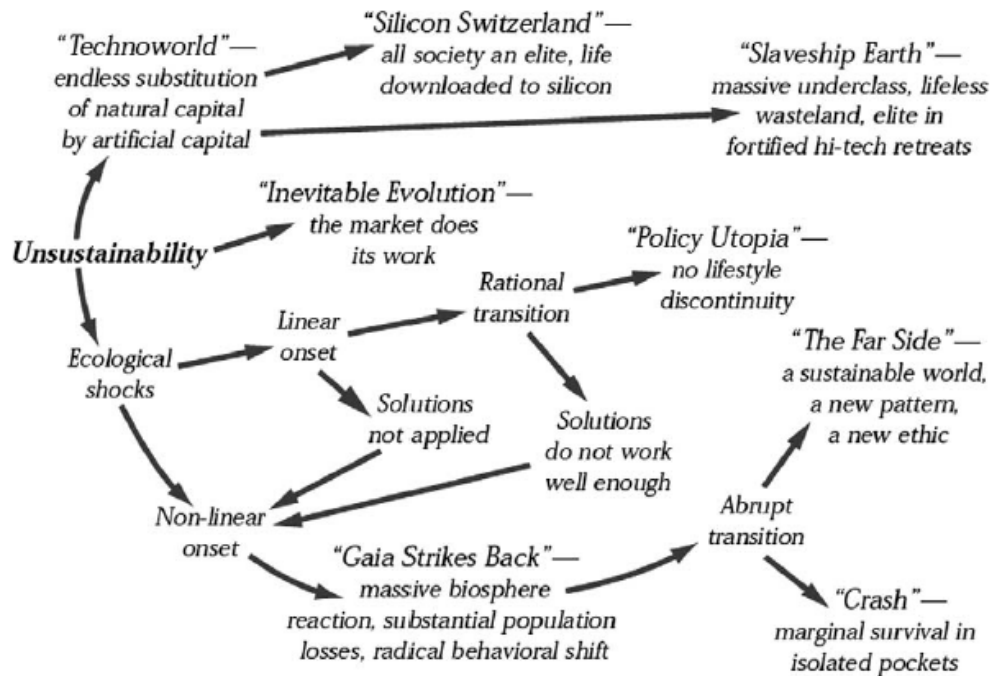 “Silicon Switzerland”—
all society an elite, life
downloaded to silicon
“Technoworld”—
endless substitution
of natural capital
by artificial capital
“Slaveship Earth”—
massive underclass, lifeless
wasteland, elite in
fortified hi-tech retreats
“Inevitable Evolution”—
the market does
its work
Unsustainability
“Policy Utopia”—
no lifestyle
discontinuity
Rational
transition
Linear
onset
Ecological
shocks
“The Far Side”—
a sustainable world,
a new pattern,
a new ethic
Solutions
not applied
Solutions
do not work
well enough
Non-linear
onset
Abrupt
transition
“Gaia Strikes Back”—
massive biosphere
reaction, substantial population
losses, radical behavioral shift
“Crash”—
marginal survival in
isolated pockets